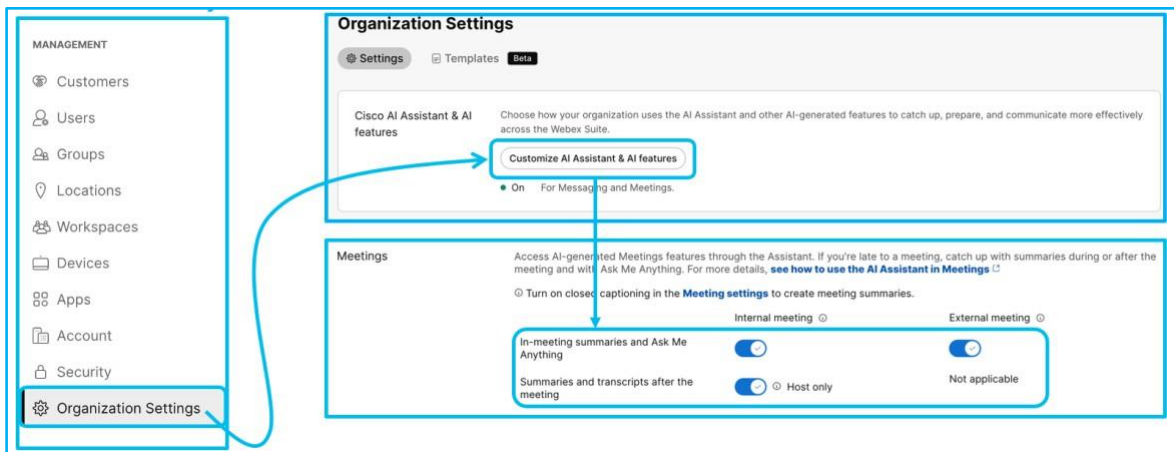 MANAGEMENT
Customers
Users
Groups
Locations
Workspaces
Devices
Apps
Account
Security
Organization Settings
Organization Settings
Settings
Templates
Beta
Cisco AI Assistant & AI
features
Choose how your organization uses the AI Assistant and other AI-generated features to catch up, prepare, and communicate more effectively
across the Webex Suite.
Customize AI Assistant & AI features
On For Messaging and Meetings.
Meetings
Access AI-generated Meetings features through the Assistant. If you're late to a meeting, catch up with summaries during or after the
meeting and with Ask Me Anything. For more details, see how to use the AI Assistant in Meetings
Turn on closed captioning in the Meeting settings to create meeting summaries.
Internal meeting
External meeting
In-meeting summaries and Ask Me
Anything
Summaries and transcripts after the
meeting
Host only
Not applicable